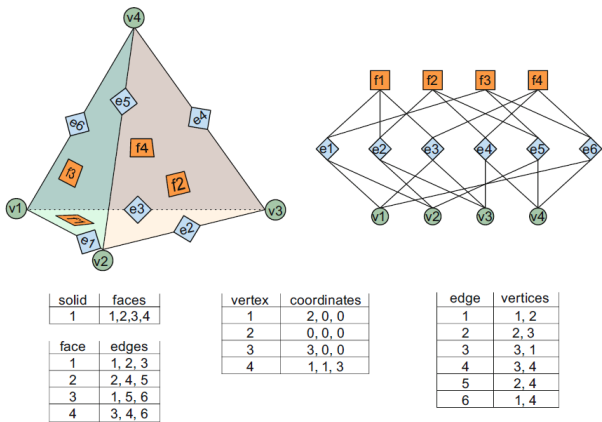 v4
f1 f2 f3 f4
e5
e4
e6
f4
e1 e2 e3 e4 e5 e6
f3
f2
v1
e3
v3
v1 v2 v3 v4
f1
e2
e1
v2
solid faces
1 1,2,3,4
face edges
1 1, 2, 3
2 2, 4, 5
3 1, 5, 6
4 3, 4, 6
vertex coordinates
1 2, 0, 0
2 0, 0, 0
3 3, 0, 0
4 1, 1, 3
edge vertices
1 1, 2
2 2, 3
3 3, 1
4 3, 4
5 2, 4
6 1, 4